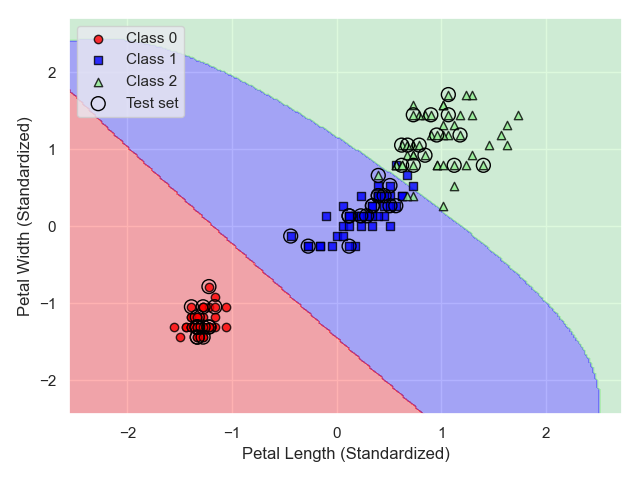 Class 0
Class 1
Class 2
Test set
2
1
0
−1
−2
−2
−1
0
1
2
Petal Width (Standardized)
Petal Length (Standardized)